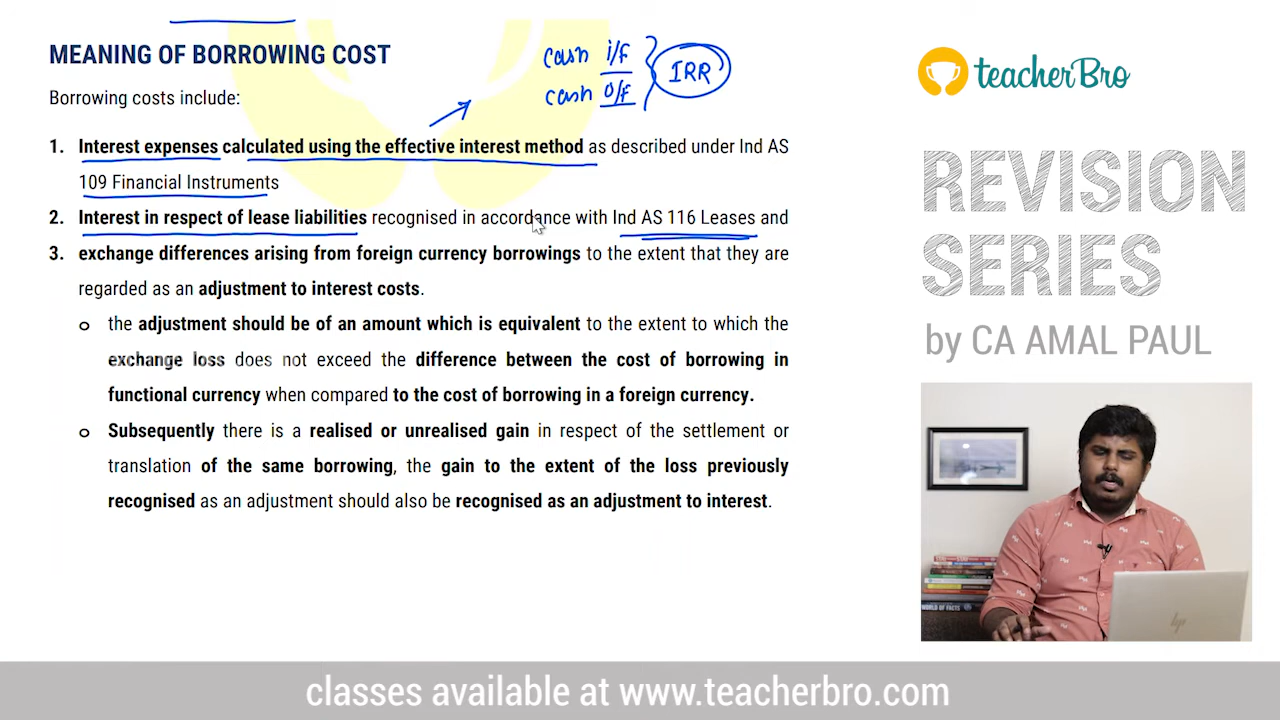 MEANING OF BORROWING COST
cash i/f
cash o/f
IRR
Borrowing costs include:
1. Interest expenses calculated using the effective interest method as described under Ind AS
109 Financial Instruments
2. Interest in respect of lease liabilities recognised in accordance with Ind AS 116 Leases and
3. exchange differences arising from foreign currency borrowings to the extent that they are
regarded as an adjustment to interest costs.
o the adjustment should be of an amount which is equivalent to the extent to which the
exchange loss does not exceed the difference between the cost of borrowing in
functional currency when compared to the cost of borrowing in a foreign currency.
o Subsequently there is a realised or unrealised gain in respect of the settlement or
translation of the same borrowing, the gain to the extent of the loss previously
recognised as an adjustment should also be recognised as an adjustment to interest.
teacherBro
REVISION
SERIES
by CA AMAL PAUL
WORLD OF FACTS
hp
classes available at www.teacherbro.com